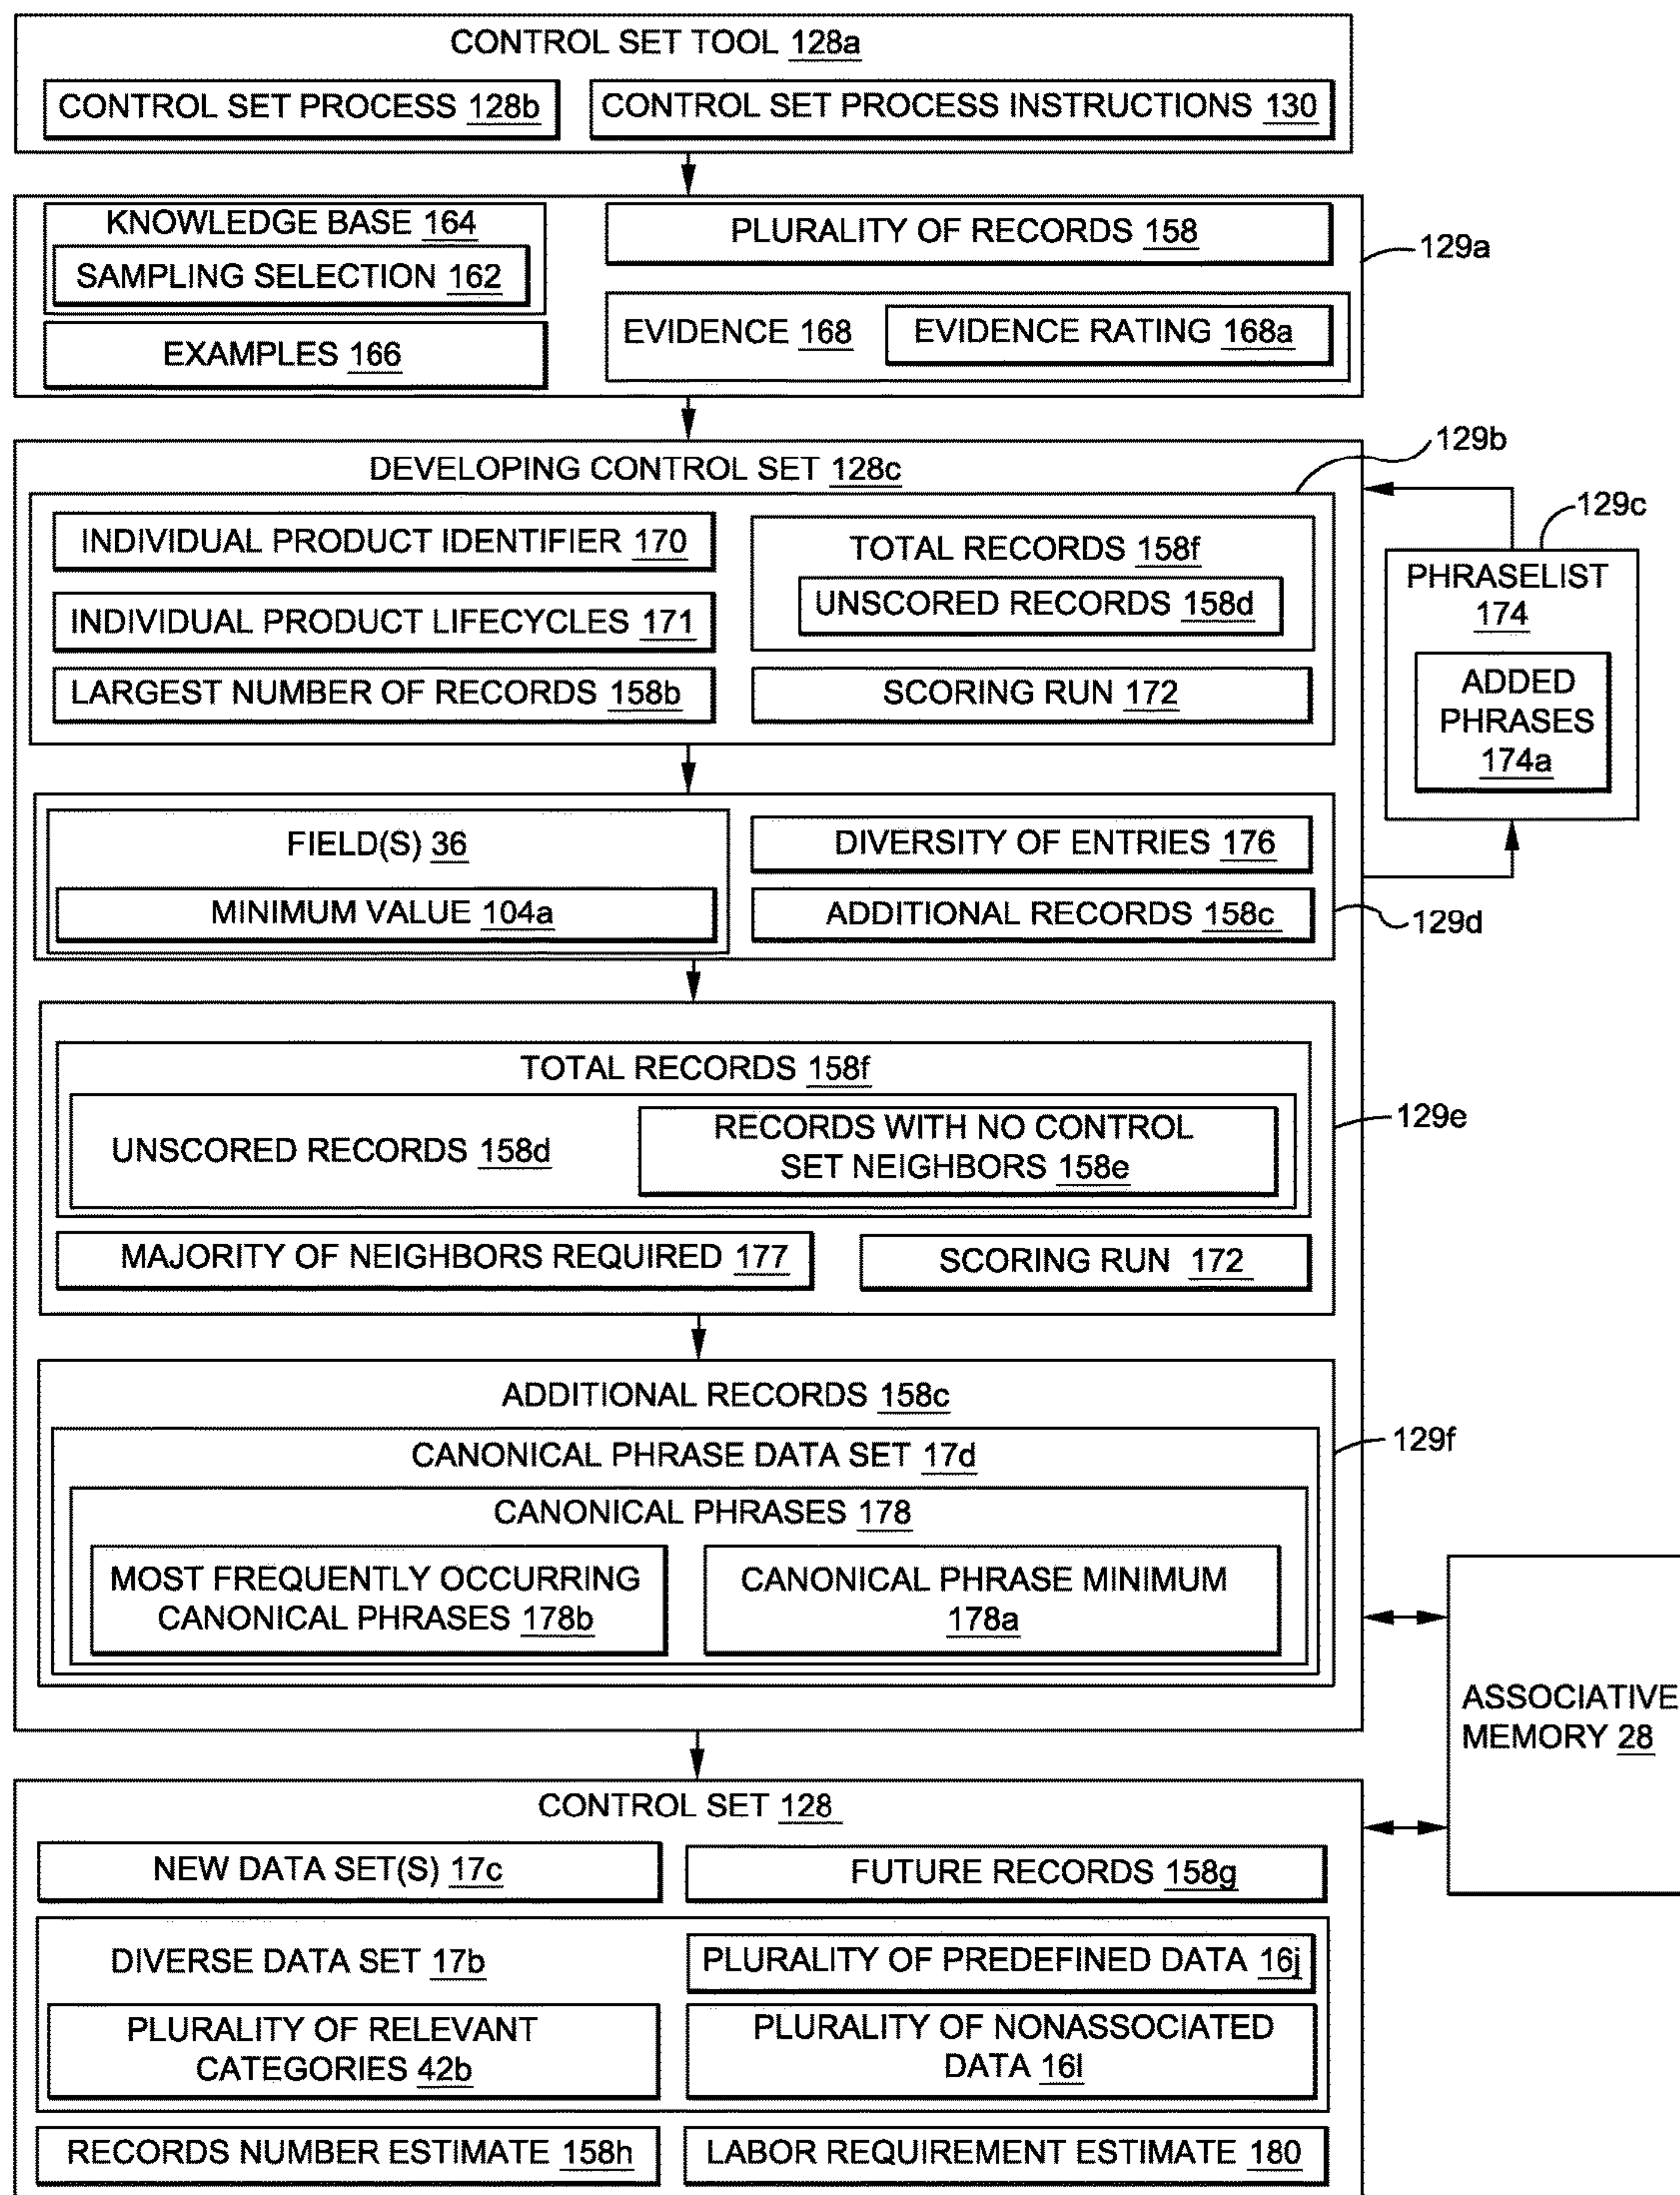 CONTROL SET TOOL 128a
CONTROL SET PROCESS 128b
CONTROL SET PROCESS INSTRUCTIONS 130
KNOWLEDGE BASE 164
SAMPLING SELECTION 162
EXAMPLES 166
PLURALITY OF RECORDS 158
EVIDENCE 168
EVIDENCE RATING 168a
129a
DEVELOPING CONTROL SET 128c
129b
INDIVIDUAL PRODUCT IDENTIFIER 170
INDIVIDUAL PRODUCT LIFECYCLES 171
LARGEST NUMBER OF RECORDS 158b
TOTAL RECORDS 158f
UNSCORED RECORDS 158d
SCORING RUN 172
129c
PHRASELIST
174
ADDED
PHRASES
174a
FIELD(S) 36
MINIMUM VALUE 104a
DIVERSITY OF ENTRIES 176
ADDITIONAL RECORDS 158c
129d
TOTAL RECORDS 158f
UNSCORED RECORDS 158d
RECORDS WITH NO CONTROL
SET NEIGHBORS 158e
MAJORITY OF NEIGHBORS REQUIRED 177
SCORING RUN 172
129e
ADDITIONAL RECORDS 158c
CANONICAL PHRASE DATA SET 17d
CANONICAL PHRASES 178
MOST FREQUENTLY OCCURRING
CANONICAL PHRASES 178b
CANONICAL PHRASE MINIMUM
178a
129f
ASSOCIATIVE
MEMORY 28
CONTROL SET 128
NEW DATA SET(S) 17c
FUTURE RECORDS 158g
DIVERSE DATA SET 17b
PLURALITY OF PREDEFINED DATA 16j
PLURALITY OF RELEVANT
CATEGORIES 42b
PLURALITY OF NONASSOCIATED
DATA 16l
RECORDS NUMBER ESTIMATE 158h
LABOR REQUIREMENT ESTIMATE 180